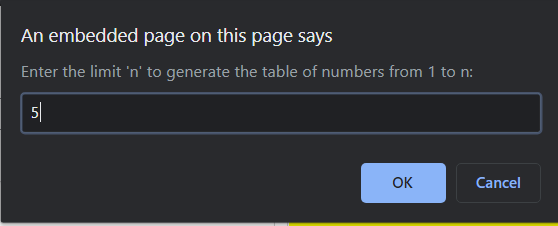 An embedded page on this page says
Enter the limit 'n' to generate the table of numbers from 1 to n:
5
OK Cancel